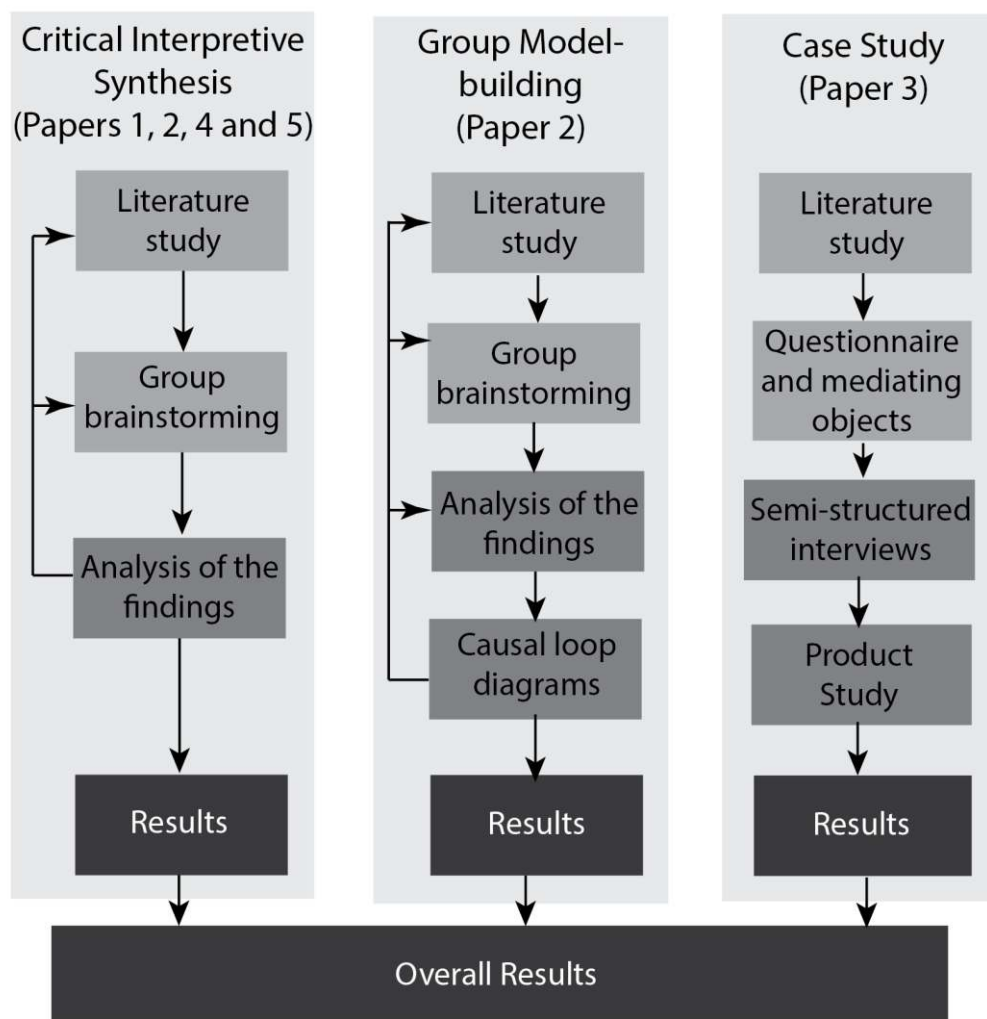 Critical Interpretive
Synthesis
(Papers 1, 2, 4 and 5)
Literature
study
Group
brainstorming
Analysis of the
findings
Results
Group Model-
building
(Paper 2)
Literature
study
Group
brainstorming
Analysis of the
findings
Causal loop
diagrams
Results
Case Study
(Paper 3)
Literature
study
Questionnaire
and mediating
objects
Semi-structured
interviews
Product
Study
Results
Overall Results